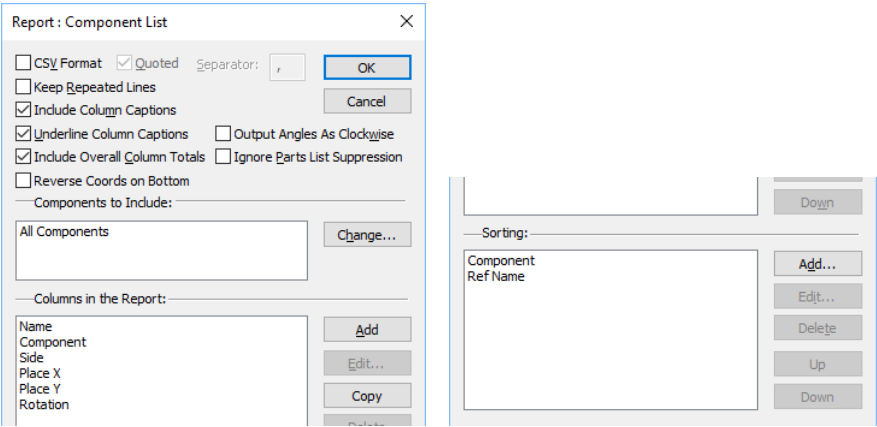 Report : Component List
CSV Format Quoted Separator: , OK
Keep Repeated Lines
Include Column Captions Cancel
Underline Column Captions Output Angles As Clockwise
Include Overall Column Totals Ignore Parts List Suppression
Reverse Coords on Bottom
Components to Include:
All Components Change...
Columns in the Report:
Name Add
Component
Side
Place X Edit...
Place Y
Rotation Copy
Delete
Down
Sorting:
Component Add...
Ref Name
Edit...
Delete
Up
Down